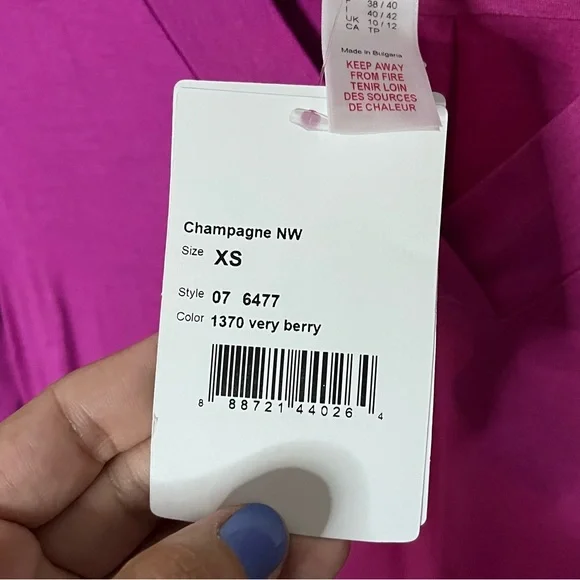 F 38 / 40
I 40 / 42
UK 10 / 12
CA TP
Made in Bulgaria
KEEP AWAY
FROM FIRE
TENIR LOIN
DES SOURCES
DE CHALEUR
Champagne NW
Size XS
Style 07 6477
Color 1370 very berry
8 88721 44026 4